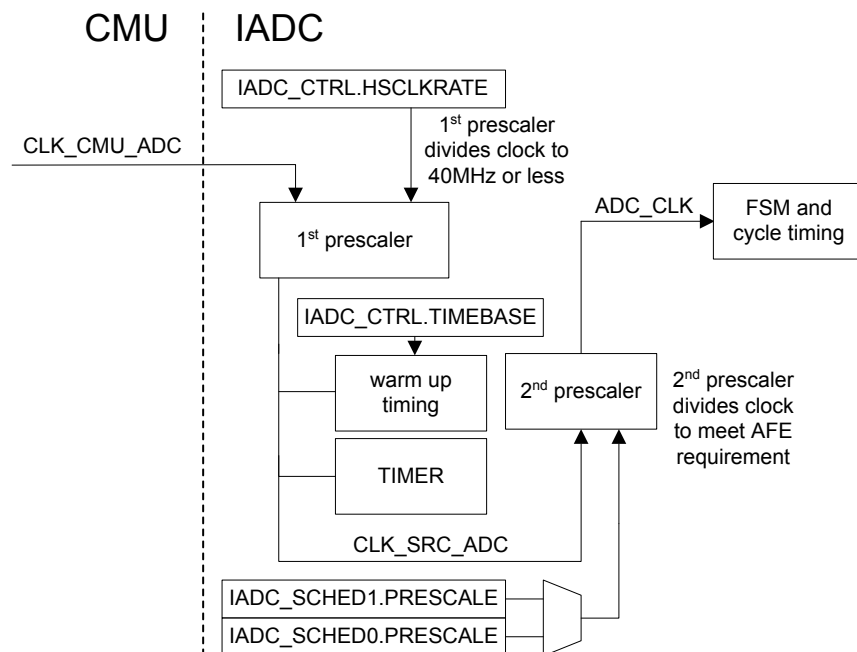 CMU
IADC
IADC_CTRL.HSCLKRATE
CLK_CMU_ADC
1st prescaler
divides clock to
40MHz or less
1st prescaler
ADC_CLK
FSM and
cycle timing
IADC_CTRL.TIMEBASE
warm up
timing
2nd prescaler
2nd prescaler
divides clock
to meet AFE
requirement
TIMER
CLK_SRC_ADC
IADC_SCHED1.PRESCALE
IADC_SCHED0.PRESCALE